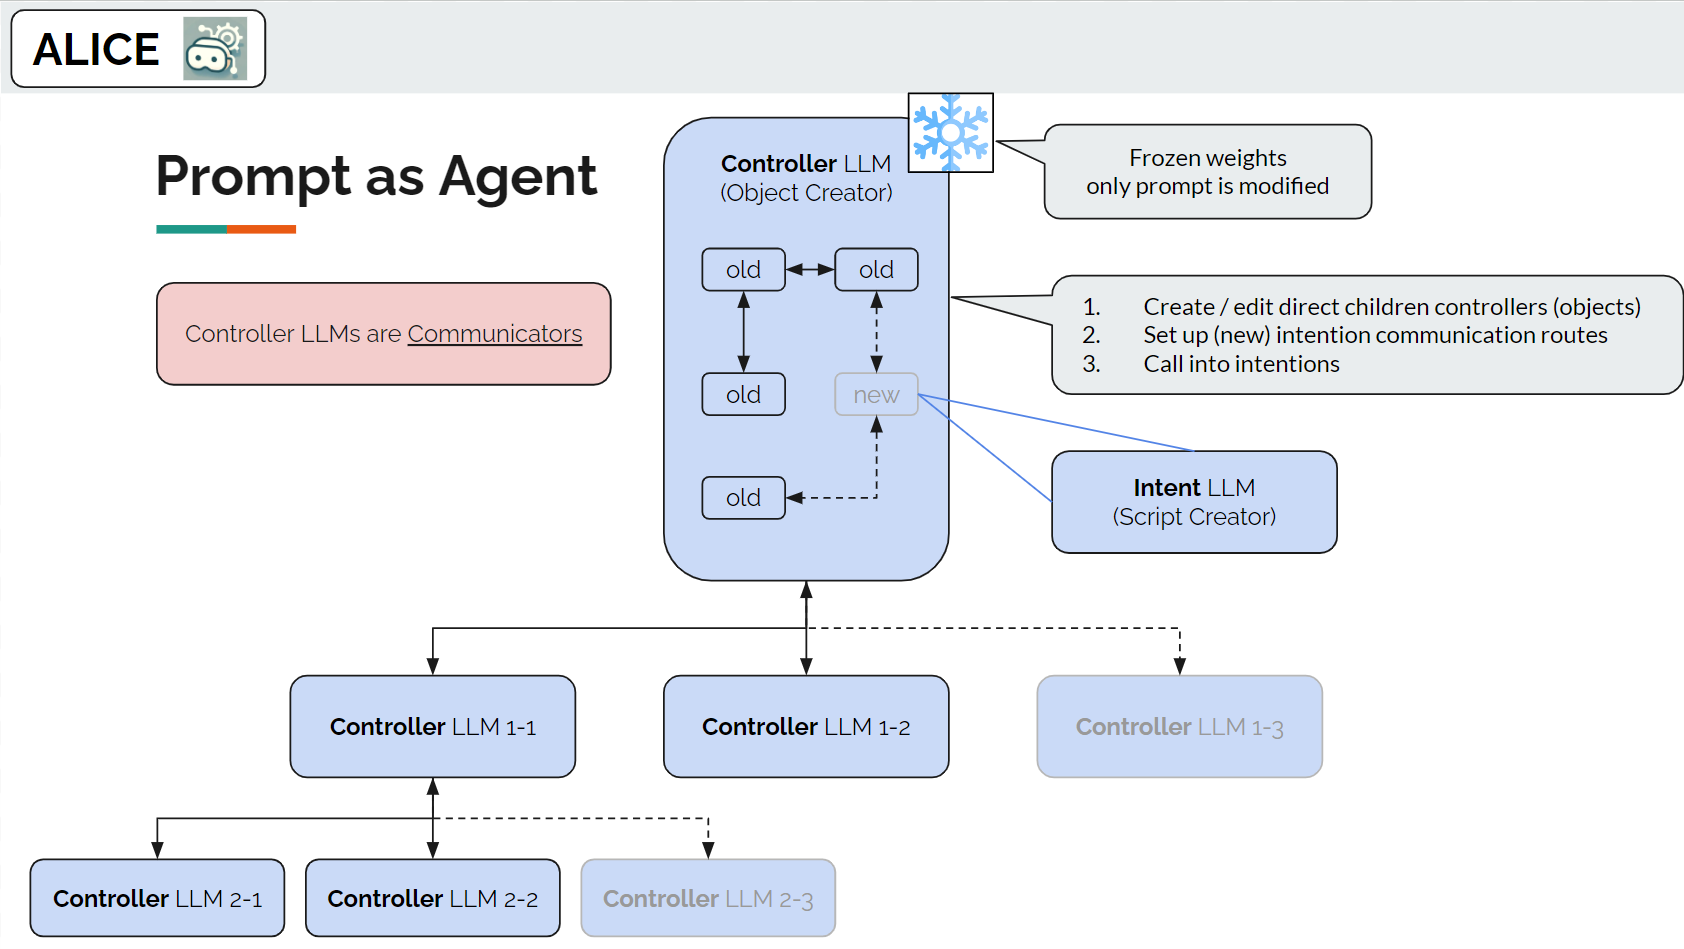 ALICE
Prompt as Agent
Controller LLMs are Communicators
Controller LLM
(Object Creator)
old
old
old
new
old
Frozen weights
only prompt is modified
1. Create / edit direct children controllers (objects)
2. Set up (new) intention communication routes
3. Call into intentions
Intent LLM
(Script Creator)
Controller LLM 1-1
Controller LLM 1-2
Controller LLM 1-3
Controller LLM 2-1
Controller LLM 2-2
Controller LLM 2-3